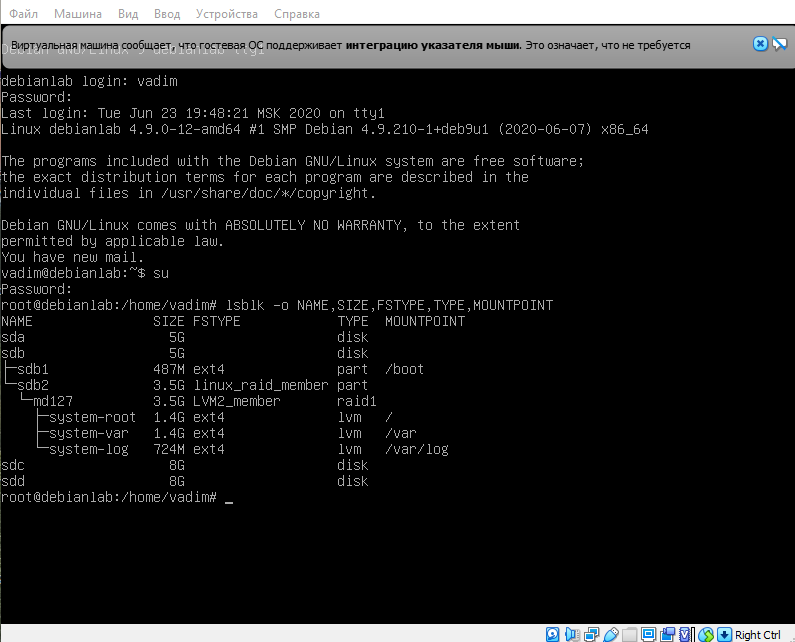 Файл Машина Вид Ввод Устройства Справка
Виртуальная машина сообщает, что гостевая ОС поддерживает интеграцию указателя мыши. Это означает, что не требуется
debianlab login: vadim
Password:
Last login: Tue Jun 23 19:48:21 MSK 2020 on tty1
Linux debianlab 4.9.0-12-amd64 #1 SMP Debian 4.9.210-1+deb9u1 (2020-06-07) x86_64
The programs included with the Debian GNU/Linux system are free software;
the exact distribution terms for each program are described in the
individual files in /usr/share/doc/*/copyright.
Debian GNU/Linux comes with ABSOLUTELY NO WARRANTY, to the extent
permitted by applicable law.
You have new mail.
vadim@debianlab:~$ su
Password:
root@debianlab:/home/vadim# lsblk -o NAME,SIZE,FSTYPE,TYPE,MOUNTPOINT
NAME SIZE FSTYPE TYPE MOUNTPOINT
sda 5G disk
sdb 5G disk
├─sdb1 487M ext4 part /boot
└─sdb2 3.5G linux_raid_member part
└─md127 3.5G LVM2_member raid1
├─system-root 1.4G ext4 lvm /
├─system-var 1.4G ext4 lvm /var
└─system-log 724M ext4 lvm /var/log
sdc 8G disk
sdd 8G disk
root@debianlab:/home/vadim# _
Right Ctrl